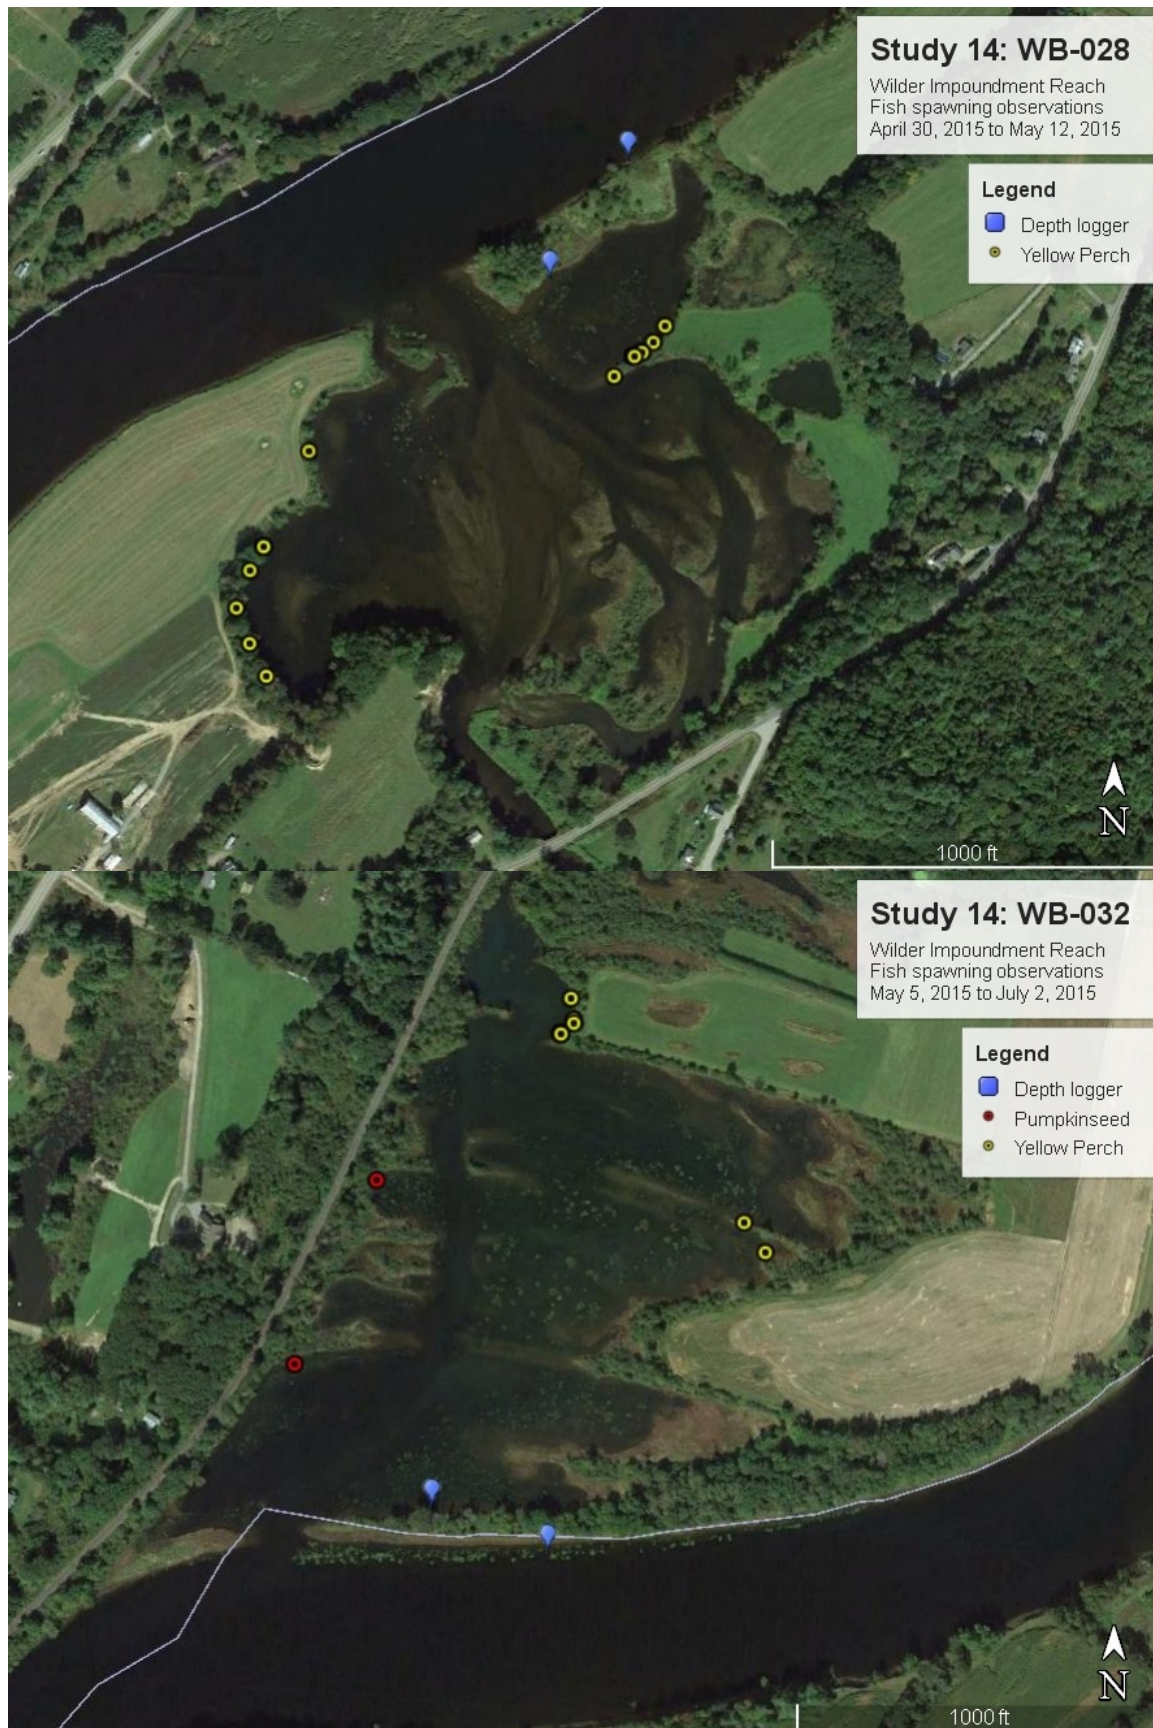 Study 14: WB-028
Wilder Impoundment Reach
Fish spawning observations
April 30, 2015 to May 12, 2015
Legend
Depth logger
Yellow Perch
N
1000 ft
Study 14: WB-032
Wilder Impoundment Reach
Fish spawning observations
May 5, 2015 to July 2, 2015
Legend
Depth logger
Pumpkinseed
Yellow Perch
N
1000 ft